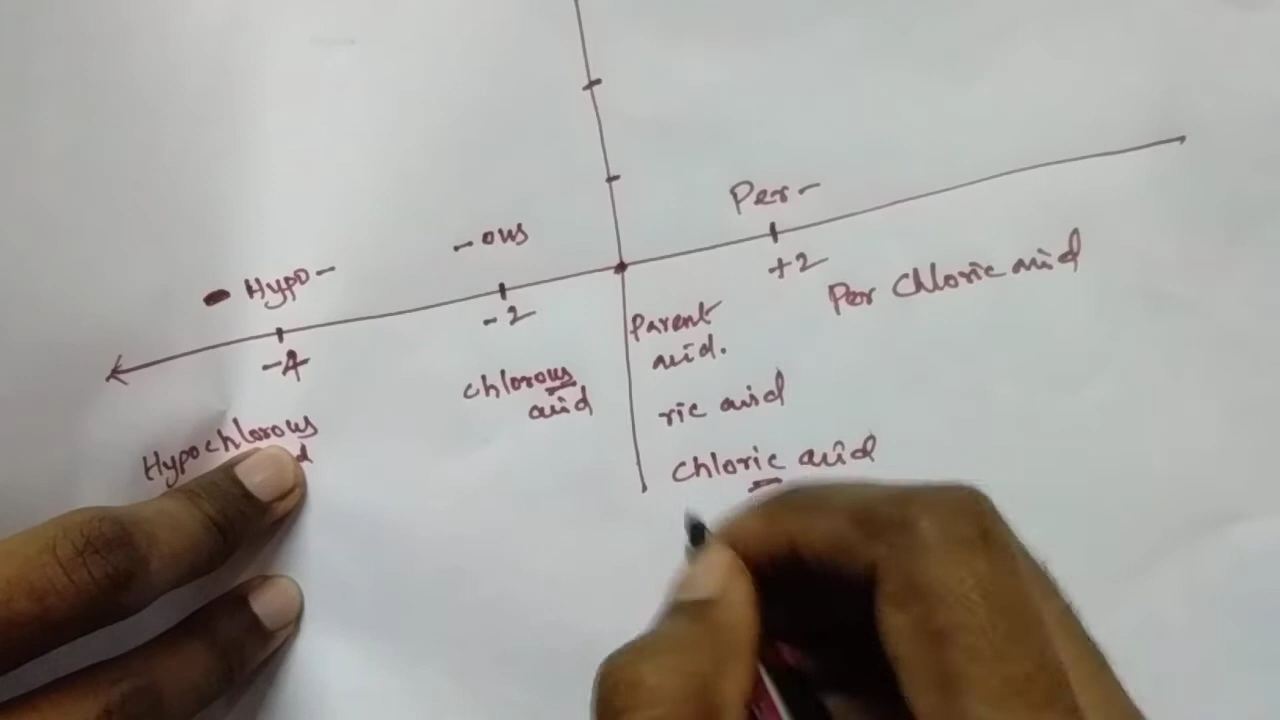 Per-
-ous
Hypo-
+2
-2
-4
Per Chloric acid
Parent
acid.
chlorous
acid
ric acid
Hypochlorous
chloric acid